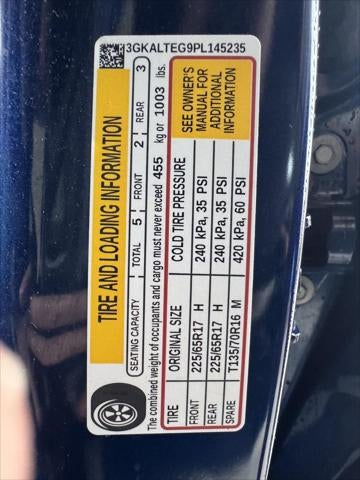 3GKALTEG9PL145235
TIRE AND LOADING INFORMATION
SEATING CAPACITY TOTAL 5 FRONT 2 REAR 3
The combined weight of occupants and cargo must never exceed 455 kg or 1003 lbs.
TIRE ORIGINAL SIZE COLD TIRE PRESSURE
FRONT 225/65R17 H 240 kPa, 35 PSI
REAR 225/65R17 H 240 kPa, 35 PSI
SPARE T135/70R16 M 420 kPa, 60 PSI
SEE OWNER'S
MANUAL FOR
ADDITIONAL
INFORMATION